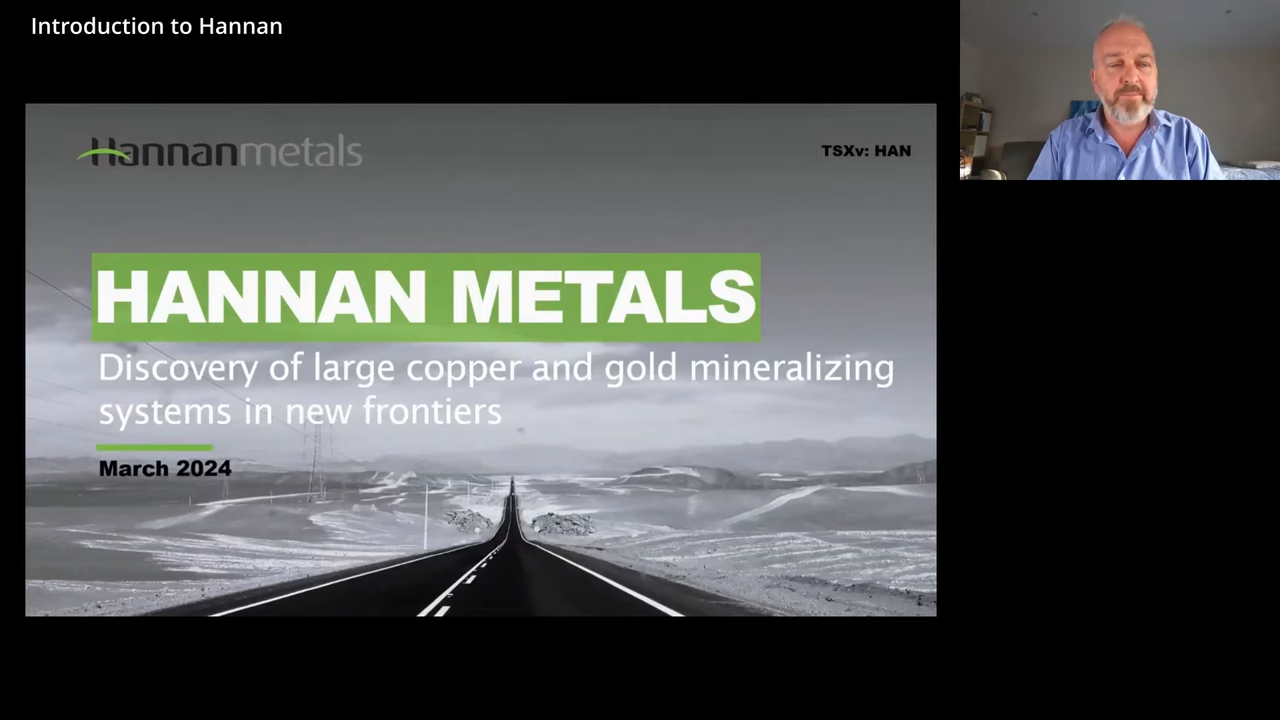 Introduction to Hannan
Hannanmetals
TSXv: HAN
HANNAN METALS
Discovery of large copper and gold mineralizing
systems in new frontiers
March 2024